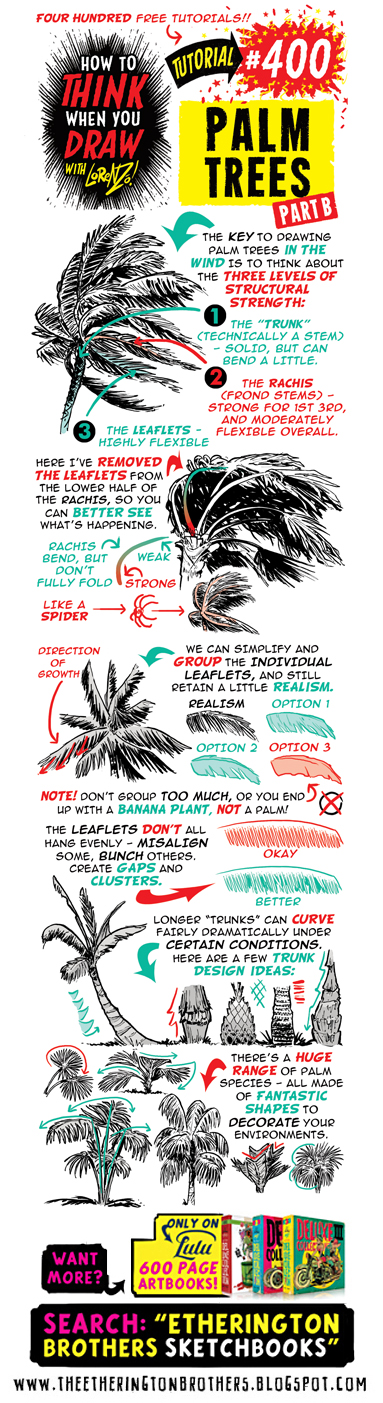 FOUR HUNDRED FREE TUTORIALS!!
HOW TO
THINK
WHEN YOU
DRAW
WITH LORENZO.
TUTORIAL
#400
PALM
TREES
PART B
THE KEY TO DRAWING
PALM TREES IN THE
WIND IS TO THINK ABOUT
THE THREE LEVELS OF
STRUCTURAL
STRENGTH:
1
THE "TRUNK"
(TECHNICALLY A STEM)
- SOLID, BUT CAN
BEND A LITTLE.
2
THE RACHIS
(FROND STEMS) -
STRONG FOR 1ST 3RD,
AND MODERATELY
FLEXIBLE OVERALL.
3
THE LEAFLETS -
HIGHLY FLEXIBLE
HERE I'VE REMOVED
THE LEAFLETS FROM
THE LOWER HALF OF
THE RACHIS, SO YOU
CAN BETTER SEE
WHAT'S HAPPENING.
RACHIS
BEND, BUT
DON'T
FULLY FOLD
WEAK
STRONG
LIKE A
SPIDER
DIRECTION
OF
GROWTH
WE CAN SIMPLIFY AND
GROUP THE INDIVIDUAL
LEAFLETS, AND STILL
RETAIN A LITTLE REALISM.
REALISM
OPTION 1
OPTION 2
OPTION 3
NOTE! DON'T GROUP TOO MUCH, OR YOU END
UP WITH A BANANA PLANT, NOT A PALM!
THE LEAFLETS DON'T ALL
HANG EVENLY - MISALIGN
SOME, BUNCH OTHERS.
CREATE GAPS AND
CLUSTERS.
OKAY
BETTER
LONGER "TRUNKS" CAN CURVE
FAIRLY DRAMATICALLY UNDER
CERTAIN CONDITIONS.
HERE ARE A FEW TRUNK
DESIGN IDEAS:
THERE'S A HUGE
RANGE OF PALM
SPECIES - ALL MADE
OF FANTASTIC
SHAPES TO
DECORATE YOUR
ENVIRONMENTS.
WANT
MORE?
ONLY ON
Lulu
600 PAGE
ARTBOOKS!
SEARCH: "ETHERINGTON
BROTHERS SKETCHBOOKS"
WWW.THEETHERINGTONBROTHERS.BLOGSPOT.COM